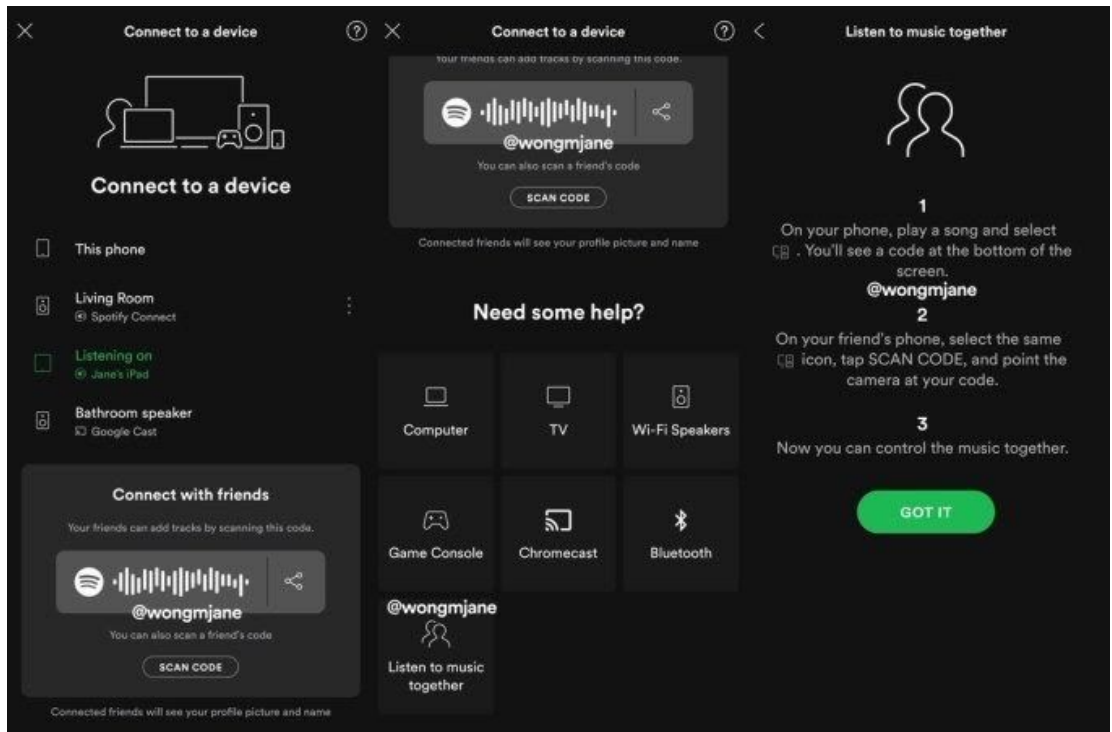 Connect to a device
Connect to a device
This phone
Living Room
Spotify Connect
Listening on
Jane's iPad
Bathroom speaker
Google Cast
Connect with friends
Your friends can add tracks by scanning this code.
@wongmjane
You can also scan a friend's code
SCAN CODE
Connected friends will see your profile picture and name
Connect to a device
Your friends can add tracks by scanning this code.
@wongmjane
You can also scan a friend's code
SCAN CODE
Connected friends will see your profile picture and name
Need some help?
Computer
TV
Wi-Fi Speakers
Game Console
Chromecast
Bluetooth
@wongmjane
Listen to music
together
Listen to music together
1
On your phone, play a song and select
. You'll see a code at the bottom of the
screen.
@wongmjane
2
On your friend's phone, select the same
icon, tap SCAN CODE, and point the
camera at your code.
3
Now you can control the music together.
GOT IT